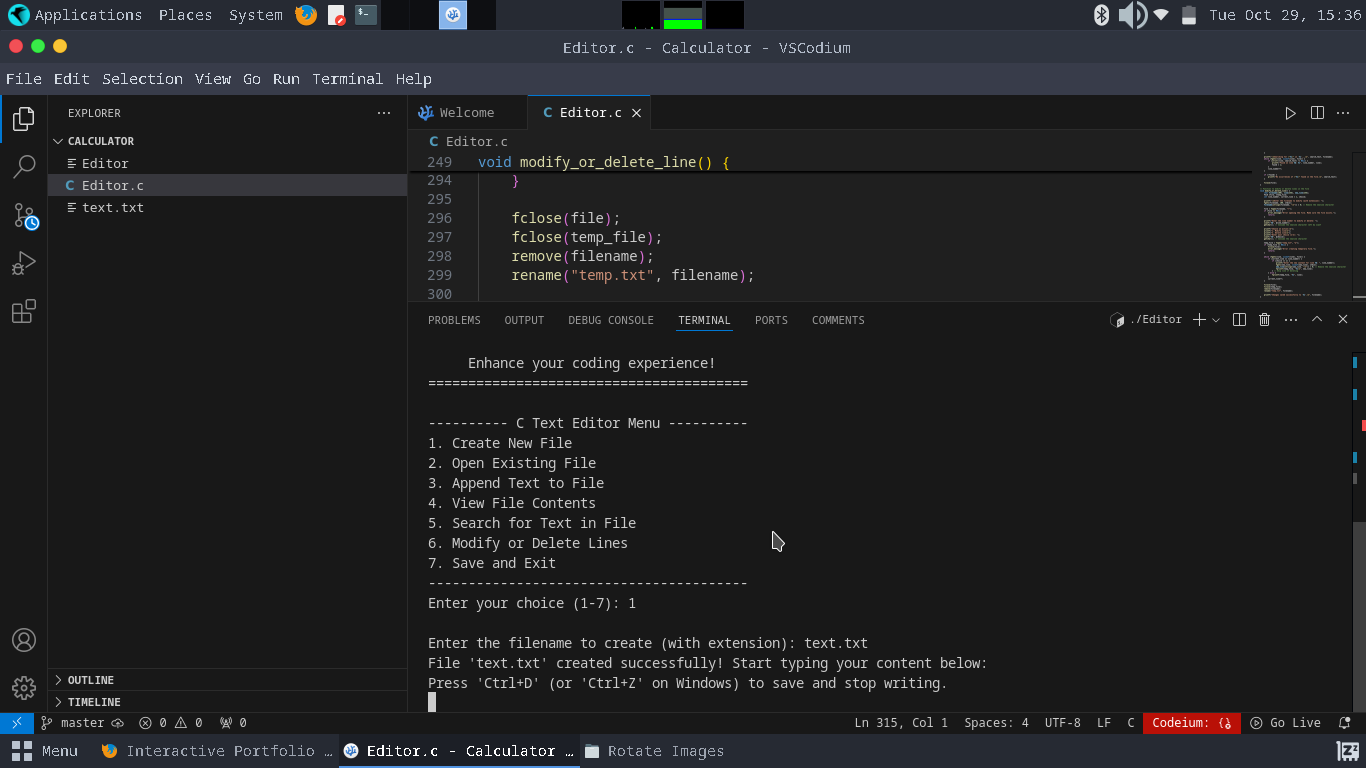 Applications Places System Tue Oct 29, 15:36
Editor.c - Calculator - VSCodium
File Edit Selection View Go Run Terminal Help
EXPLORER
CALCULATOR
Editor
Editor.c
text.txt
OUTLINE
TIMELINE
Welcome Editor.c
Editor.c
249 void modify_or_delete_line() {
294 }
295
296 fclose(file);
297 fclose(temp_file);
298 remove(filename);
299 rename("temp.txt", filename);
300
PROBLEMS OUTPUT DEBUG CONSOLE TERMINAL PORTS COMMENTS ./Editor
Enhance your coding experience!
========================================
---------- C Text Editor Menu ----------
1. Create New File
2. Open Existing File
3. Append Text to File
4. View File Contents
5. Search for Text in File
6. Modify or Delete Lines
7. Save and Exit
----------------------------------------
Enter your choice (1-7): 1
Enter the filename to create (with extension): text.txt
File 'text.txt' created successfully! Start typing your content below:
Press 'Ctrl+D' (or 'Ctrl+Z' on Windows) to save and stop writing.
master 0 0 0 Ln 315, Col 1 Spaces: 4 UTF-8 LF C Codeium: {} Go Live
Menu Interactive Portfolio … Editor.c - Calculator … Rotate Images